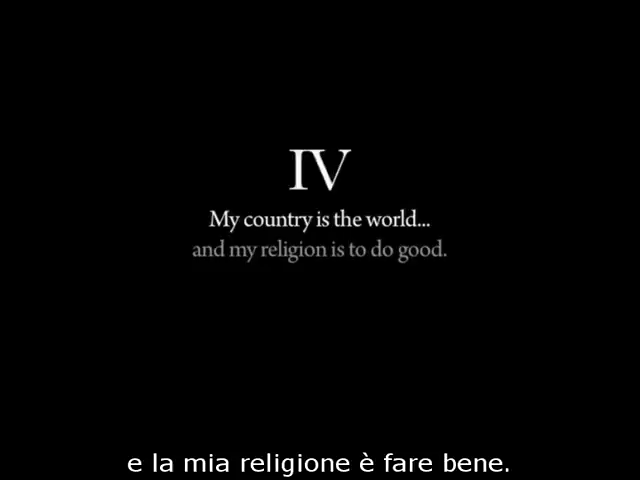 IV
My country is the world...
and my religion is to do good.
e la mia religione è fare bene.